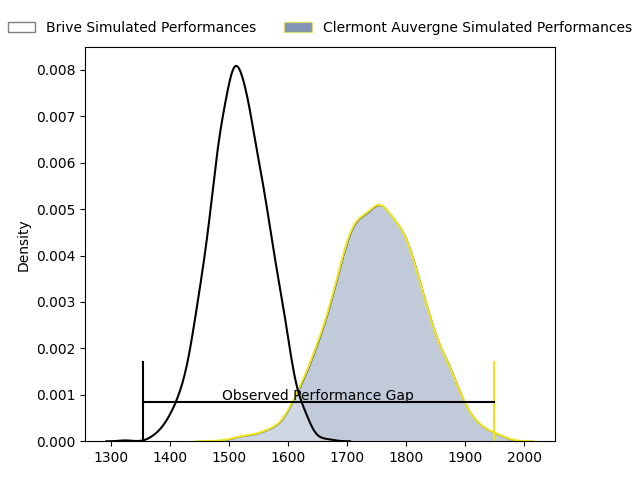 Brive Simulated Performances Clermont Auvergne Simulated Performances
0.008
0.007
0.006
0.005
0.004
0.003
0.002
0.001
0.000
Density
Observed Performance Gap
1300 1400 1500 1600 1700 1800 1900 2000